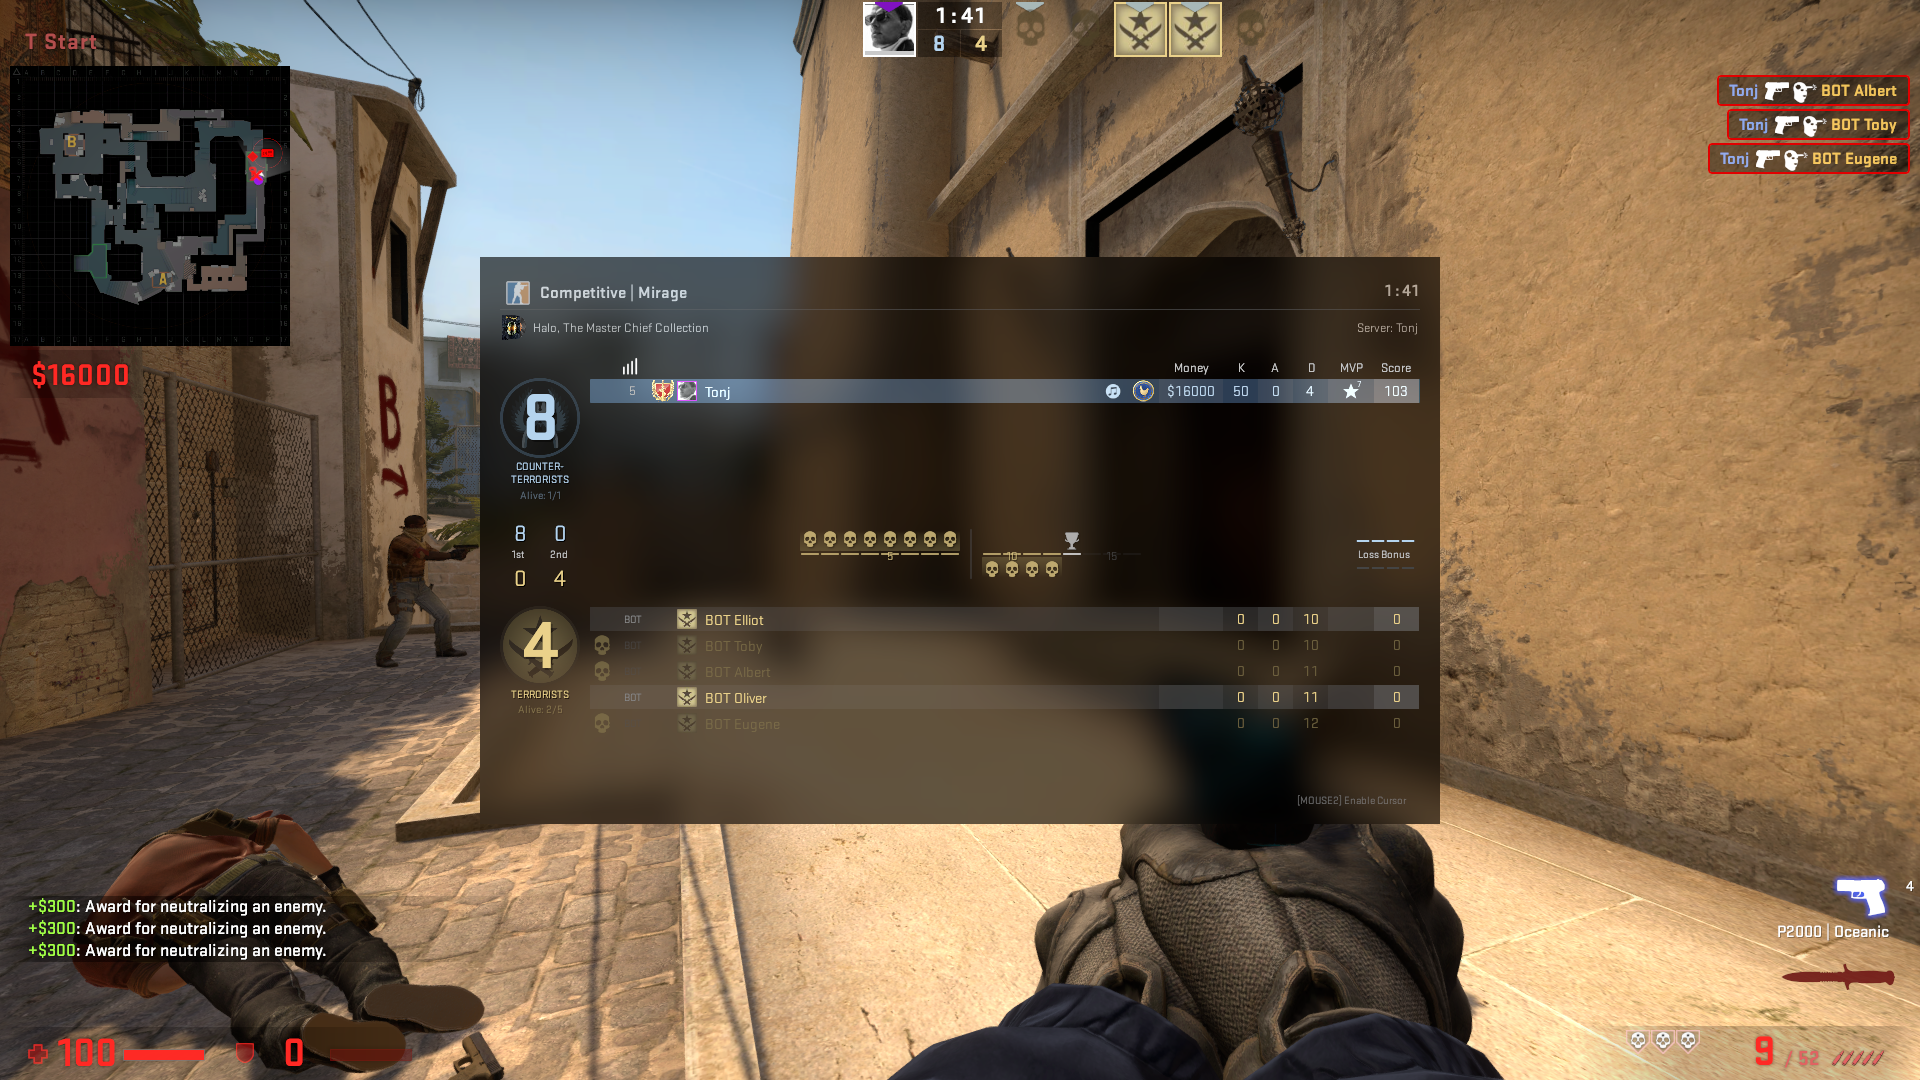 T Start
1:41
8 4
Tonj BOT Albert
Tonj BOT Toby
Tonj BOT Eugene
B
A
$16000
Competitive | Mirage
1:41
Halo, The Master Chief Collection
Server: Tonj
Money K A D MVP Score
5 Tonj $16000 50 0 4 7 103
8
COUNTER-
TERRORISTS
Alive: 1/1
8 0
1st 2nd
0 4
5 10 15
Loss Bonus
BOT BOT Elliot 0 0 10 0
BOT BOT Toby 0 0 10 0
BOT Albert 0 0 11 0
BOT BOT Oliver 0 0 11 0
BOT Eugene 0 0 12 0
4
TERRORISTS
Alive: 2/5
[MOUSE2] Enable Cursor
+$300: Award for neutralizing an enemy.
+$300: Award for neutralizing an enemy.
+$300: Award for neutralizing an enemy.
4
P2000 | Oceanic
100 0
9 / 52